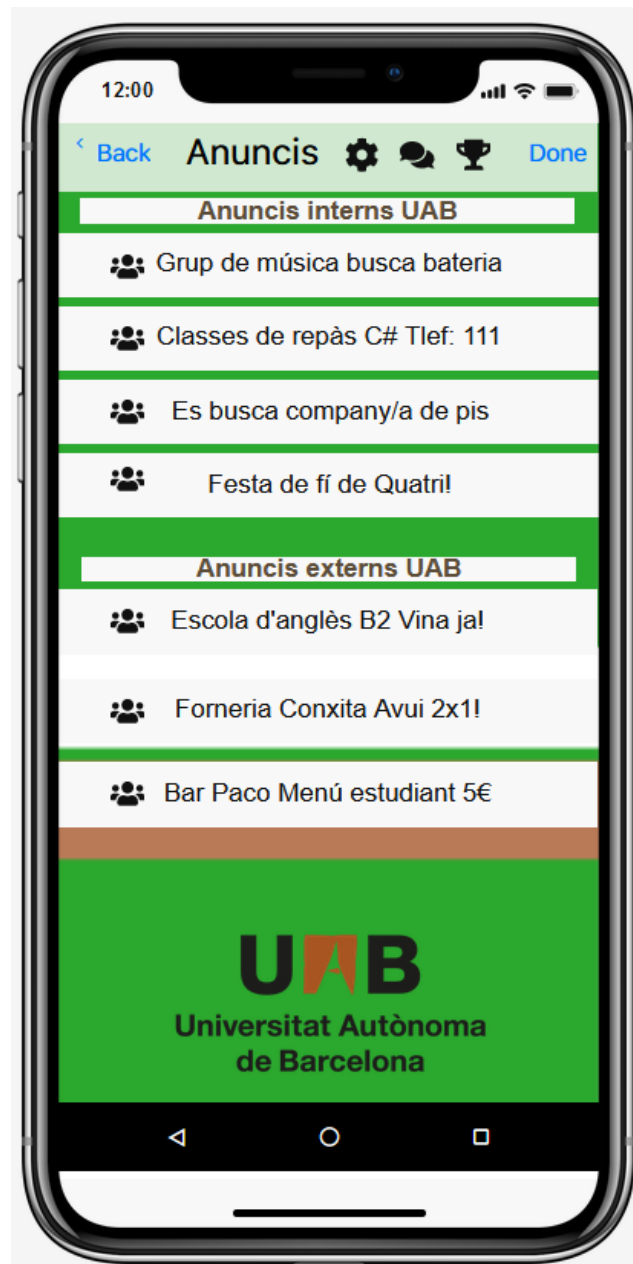 12:00
Back Anuncis Done
Anuncis interns UAB
Grup de música busca bateria
Classes de repàs C# Tlef: 111
Es busca company/a de pis
Festa de fí de Quatri!
Anuncis externs UAB
Escola d'anglès B2 Vina ja!
Forneria Conxita Avui 2x1!
Bar Paco Menú estudiant 5€
UAB
Universitat Autònoma
de Barcelona